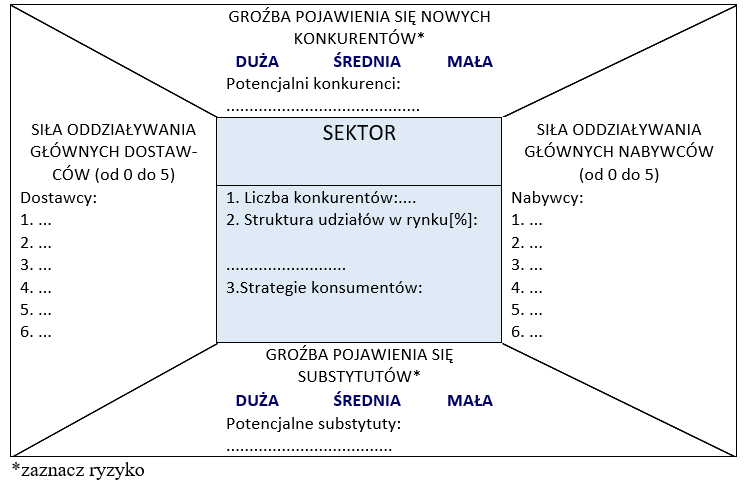 GROŹBA POJAWIENIA SIĘ NOWYCH
KONKURENTÓW*
DUŻA ŚREDNIA MAŁA
Potencjalni konkurenci:
..........................................
SIŁA ODDZIAŁYWANIA
GŁÓWNYCH DOSTAW-
CÓW (od 0 do 5)
Dostawcy:
1. ...
2. ...
3. ...
4. ...
5. ...
6. ...
SEKTOR
1. Liczba konkurentów:....
2. Struktura udziałów w rynku[%]:
..........................
3.Strategie konsumentów:
SIŁA ODDZIAŁYWANIA
GŁÓWNYCH NABYWCÓW
(od 0 do 5)
Nabywcy:
1. ...
2. ...
3. ...
4. ...
5. ...
6. ...
GROŹBA POJAWIENIA SIĘ
SUBSTYTUTÓW*
DUŻA ŚREDNIA MAŁA
Potencjalne substytuty:
....................................
*zaznacz ryzyko